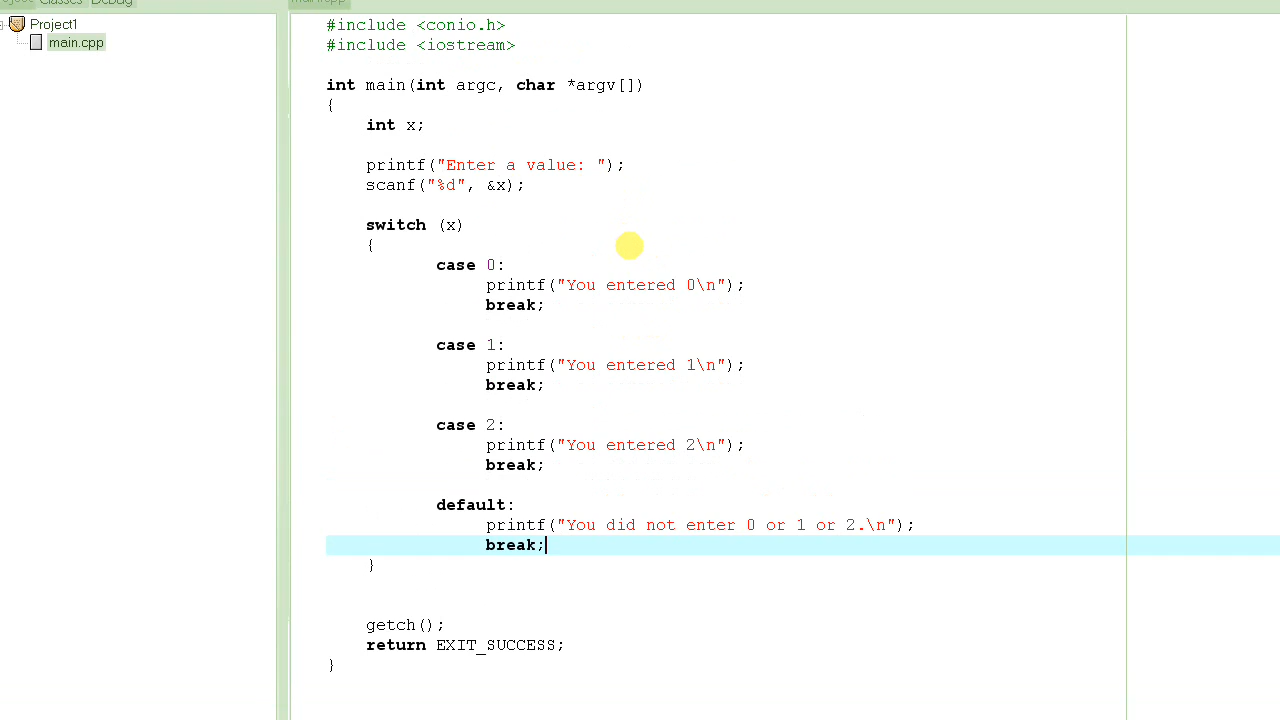 Project Classes Debug
main.cpp
Project1
main.cpp
#include <conio.h>
#include <iostream>
int main(int argc, char *argv[])
{
int x;
printf("Enter a value: ");
scanf("%d", &x);
switch (x)
{
case 0:
printf("You entered 0\n");
break;
case 1:
printf("You entered 1\n");
break;
case 2:
printf("You entered 2\n");
break;
default:
printf("You did not enter 0 or 1 or 2.\n");
break;
}
getch();
return EXIT_SUCCESS;
}